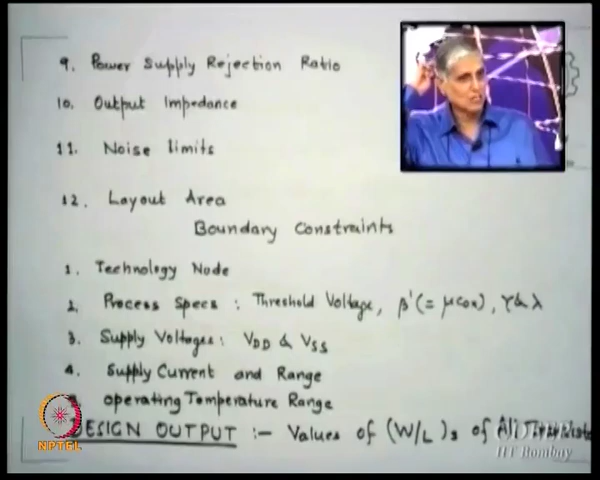 9. Power Supply Rejection Ratio
10. Output Impedance
11. Noise limits
12. Layout Area
Boundary Constraints
1. Technology Node
2. Process Specs : Threshold Voltage, β'(= μcox), γ & λ
3. Supply Voltages : VDD & VSS
4. Supply Current and Range
operating Temperature Range
DESIGN OUTPUT :- Values of (W/L)s of All
NPTEL
IIT Bombay